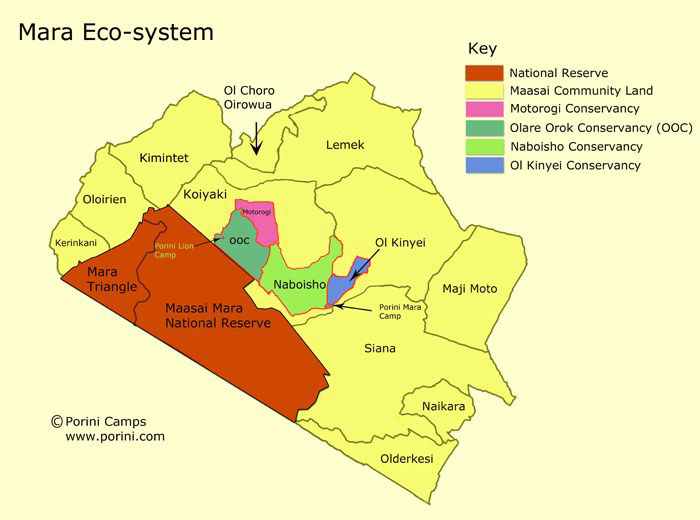 Mara Eco-system
Key
National Reserve
Maasai Community Land
Motorogi Conservancy
Olare Orok Conservancy (OOC)
Naboisho Conservancy
Ol Kinyei Conservancy
Ol Choro
Oirowua
Lemek
Kimintet
Koiyaki
Oloirien
Motorogi
OOC
Kerinkani
Porini Lion
Camp
Ol Kinyei
Mara
Triangle
Naboisho
Maji Moto
Maasai Mara
National Reserve
Porini Mara
Camp
Siana
Naikara
Olderkesi
© Porini Camps
www.porini.com